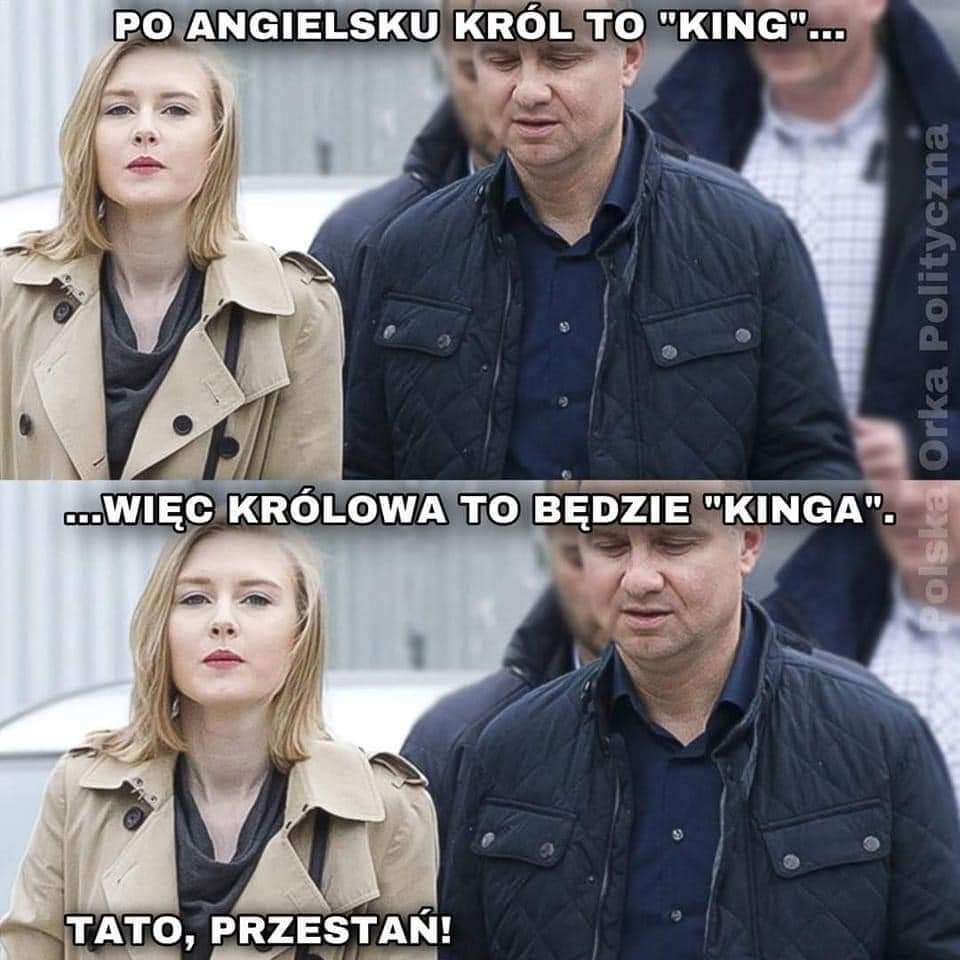 PO ANGIELSKU KRÓL TO "KING"...
...WIĘC KRÓLOWA TO BĘDZIE "KINGA".
TATO, PRZESTAŃ!
Polska Orka Polityczna